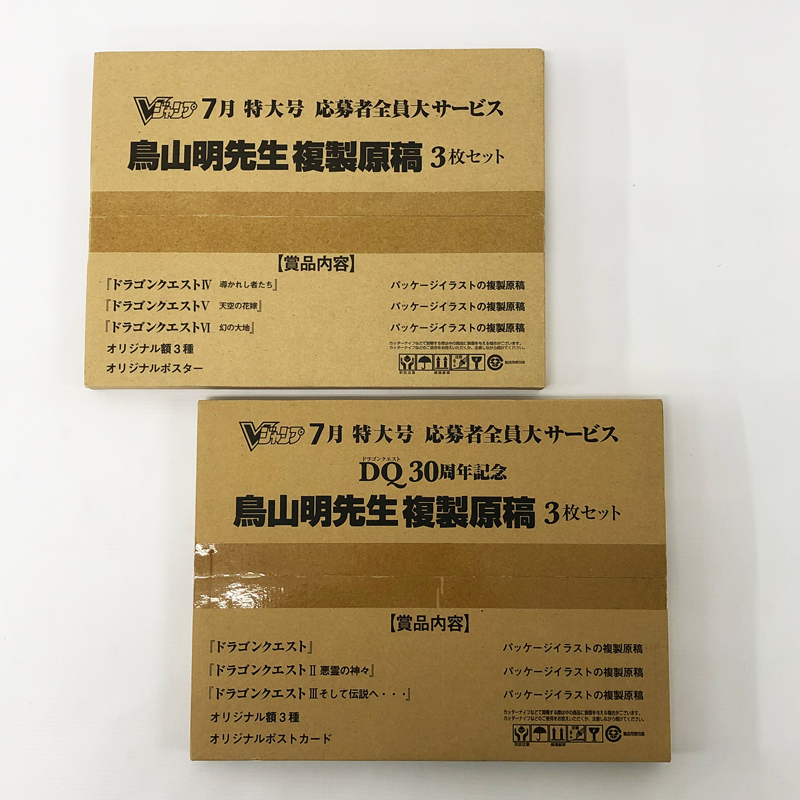 Vジャンプ 7月 特大号 応募者全員大サービス
鳥山明先生 複製原稿 3枚セット
【賞品内容】
『ドラゴンクエストⅣ 導かれし者たち』 パッケージイラストの複製原稿
『ドラゴンクエストⅤ 天空の花嫁』 パッケージイラストの複製原稿
『ドラゴンクエストⅥ 幻の大地』 パッケージイラストの複製原稿
オリジナル額3種
オリジナルポスター
Vジャンプ 7月 特大号 応募者全員大サービス
ドラゴンクエスト
DQ 30周年記念
鳥山明先生 複製原稿 3枚セット
【賞品内容】
『ドラゴンクエスト』 パッケージイラストの複製原稿
『ドラゴンクエストⅡ 悪霊の神々』 パッケージイラストの複製原稿
『ドラゴンクエストⅢ そして伝説へ・・・』 パッケージイラストの複製原稿
オリジナル額3種
オリジナルポストカード